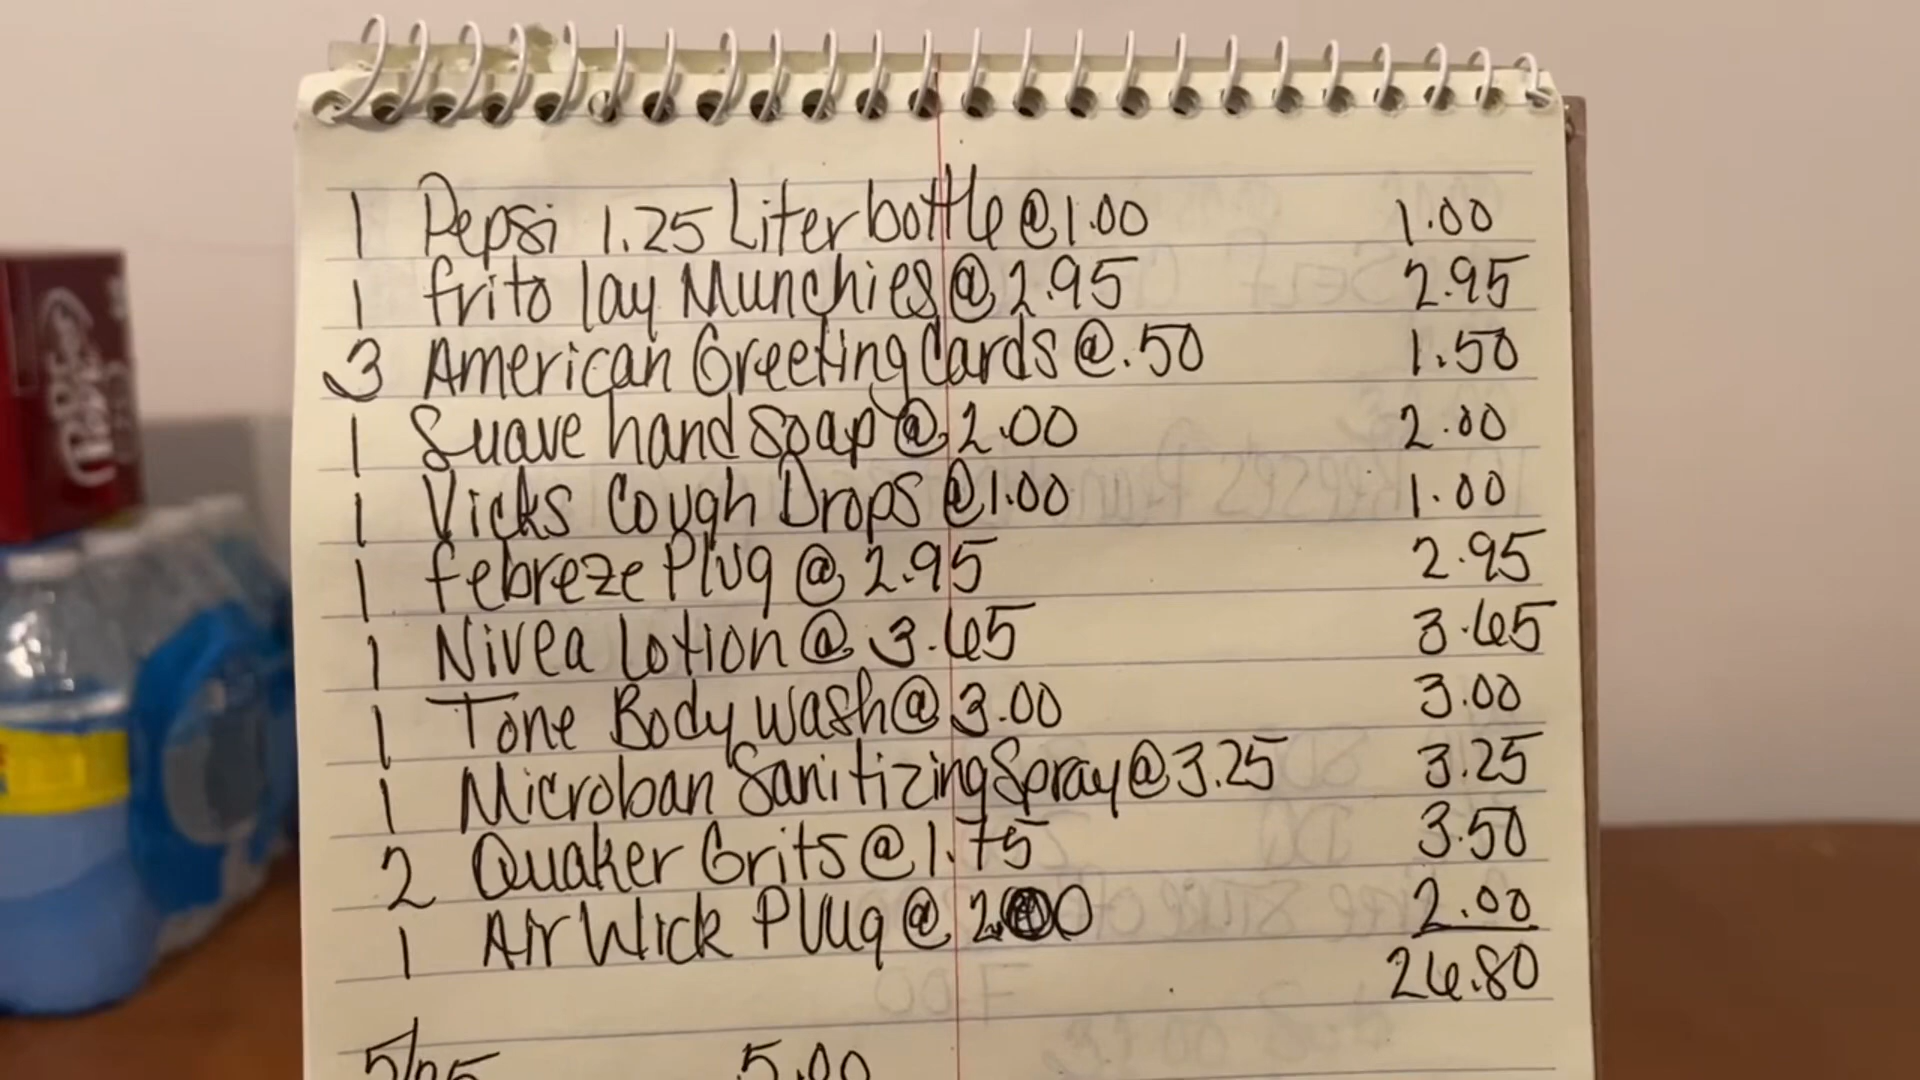 1 Pepsi 1.25 Liter bottle @ 1.00 1.00
1 frito lay Munchies @ 2.95 2.95
3 American Greeting Cards @ .50 1.50
1 Suave hand soap @ 2.00 2.00
1 Vicks Cough Drops @ 1.00 1.00
1 febreze Plug @ 2.95 2.95
1 Nivea Lotion @ 3.65 3.65
1 Tone Body wash @ 3.00 3.00
1 Microban Sanitizing Spray @ 3.25 3.25
2 Quaker Grits @ 1.75 3.50
1 Air Wick Plug @ 2.00 2.00
26.80
5/25 5.00